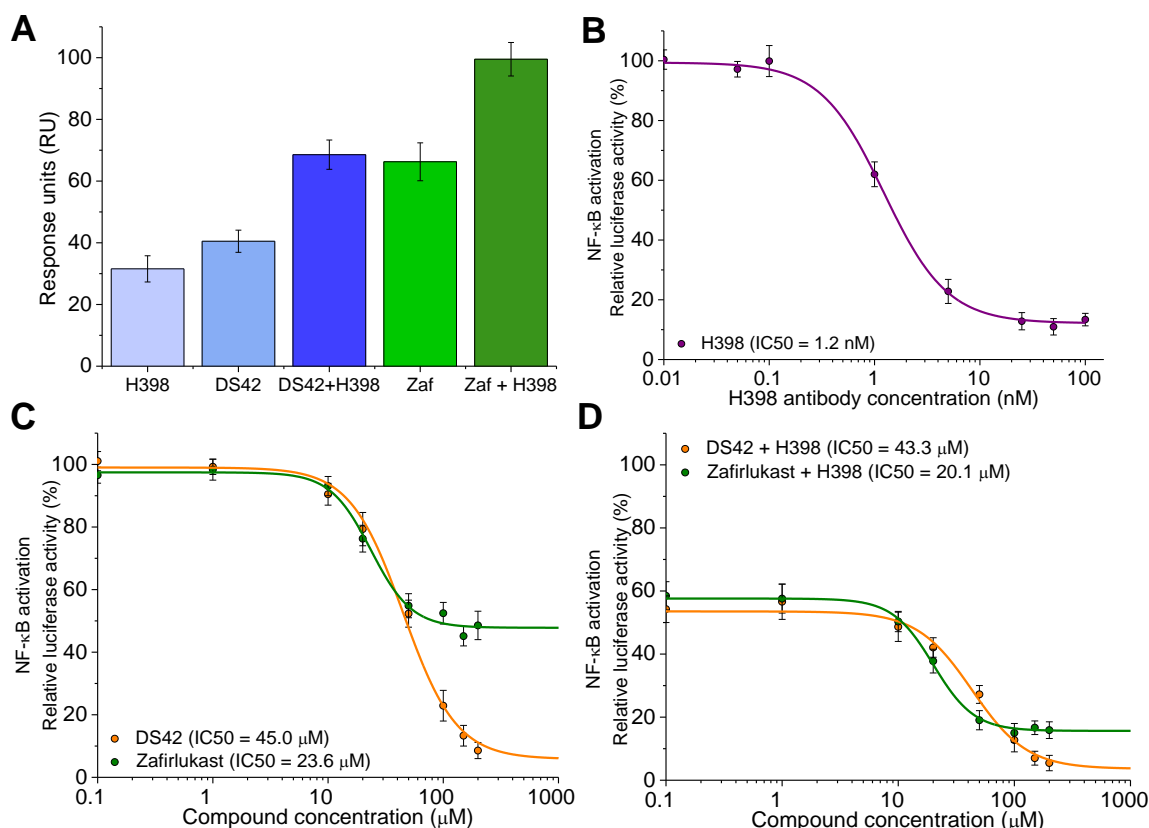 A
Response units (RU)
100
80
60
40
20
0
H398 DS42 DS42+H398 Zaf Zaf + H398
B
NF-κB activation
Relative luciferase activity (%)
100
80
60
40
20
0
H398 (IC50 = 1.2 nM)
0.01 0.1 1 10 100
H398 antibody concentration (nM)
C
NF-κB activation
Relative luciferase activity (%)
100
80
60
40
20
0
DS42 (IC50 = 45.0 μM)
Zafirlukast (IC50 = 23.6 μM)
0.1 1 10 100 1000
Compound concentration (μM)
D
NF-κB activation
Relative luciferase activity (%)
DS42 + H398 (IC50 = 43.3 μM)
Zafirlukast + H398 (IC50 = 20.1 μM)
100
80
60
40
20
0
0.1 1 10 100 1000
Compound concentration (μM)